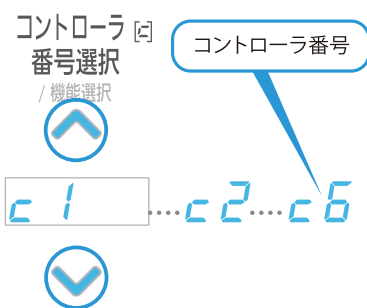 コントローラ [c]
番号選択
/ 機能選択
コントローラ番号
c 1 ....c 2....c 6